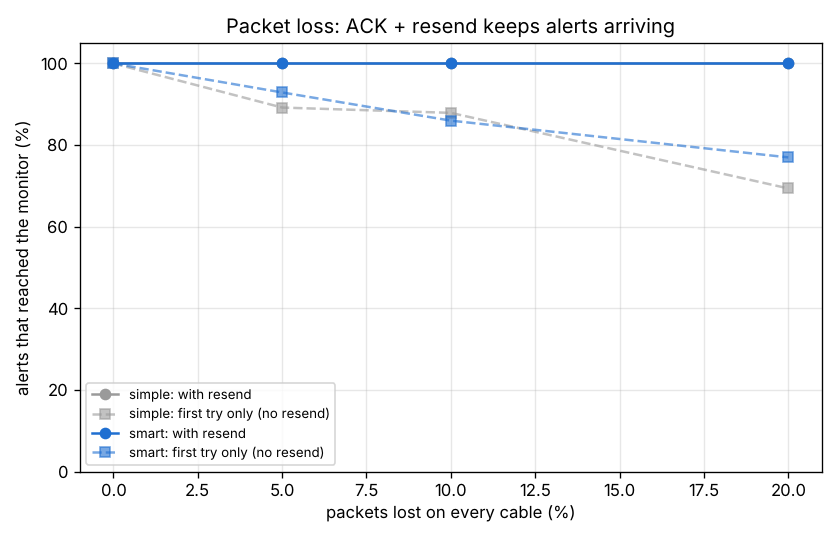 Packet loss: ACK + resend keeps alerts arriving
alerts that reached the monitor (%)
100
80
60
40
20
0
simple: with resend
simple: first try only (no resend)
smart: with resend
smart: first try only (no resend)
0.0 2.5 5.0 7.5 10.0 12.5 15.0 17.5 20.0
packets lost on every cable (%)